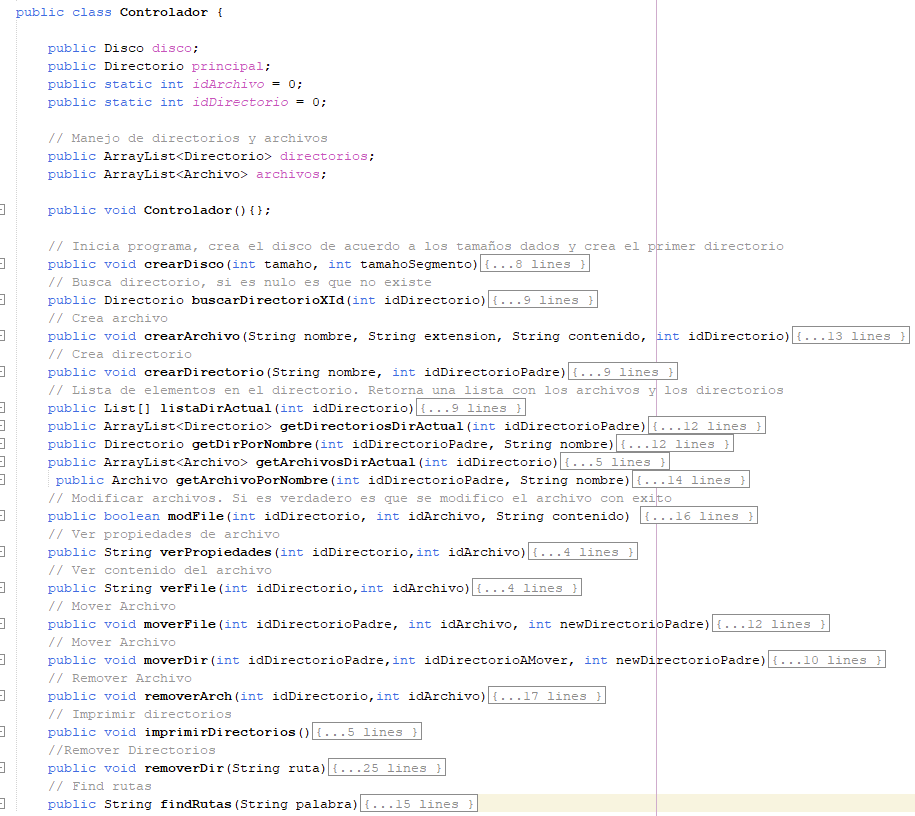 public class Controlador {
public Disco disco;
public Directorio principal;
public static int idArchivo = 0;
public static int idDirectorio = 0;
// Manejo de directorios y archivos
public ArrayList<Directorio> directorios;
public ArrayList<Archivo> archivos;
public void Controlador(){};
// Inicia programa, crea el disco de acuerdo a los tamaños dados y crea el primer directorio
public void crearDisco(int tamaho, int tamahoSegmento){...8 lines }
// Busca directorio, si es nulo es que no existe
public Directorio buscarDirectorioXId(int idDirectorio){...9 lines }
// Crea archivo
public void crearArchivo(String nombre, String extension, String contenido, int idDirectorio){...13 lines }
// Crea directorio
public void crearDirectorio(String nombre, int idDirectorioPadre){...9 lines }
// Lista de elementos en el directorio. Retorna una lista con los archivos y los directorios
public List[] listaDirActual(int idDirectorio){...9 lines }
public ArrayList<Directorio> getDirectoriosDirActual(int idDirectorioPadre){...12 lines }
public Directorio getDirPorNombre(int idDirectorioPadre, String nombre){...12 lines }
public ArrayList<Archivo> getArchivosDirActual(int idDirectorio){...5 lines }
public Archivo getArchivoPorNombre(int idDirectorioPadre, String nombre){...14 lines }
// Modificar archivos. Si es verdadero es que se modifico el archivo con exito
public boolean modFile(int idDirectorio, int idArchivo, String contenido) {...16 lines }
// Ver propiedades de archivo
public String verPropiedades(int idDirectorio,int idArchivo){...4 lines }
// Ver contenido del archivo
public String verFile(int idDirectorio,int idArchivo){...4 lines }
// Mover Archivo
public void moverFile(int idDirectorioPadre, int idArchivo, int newDirectorioPadre){...12 lines }
// Mover Archivo
public void moverDir(int idDirectorioPadre,int idDirectorioAMover, int newDirectorioPadre){...10 lines }
// Remover Archivo
public void removerArch(int idDirectorio,int idArchivo){...17 lines }
// Imprimir directorios
public void imprimirDirectorios(){...5 lines }
//Remover Directorios
public void removerDir(String ruta){...25 lines }
// Find rutas
public String findRutas(String palabra){...15 lines }